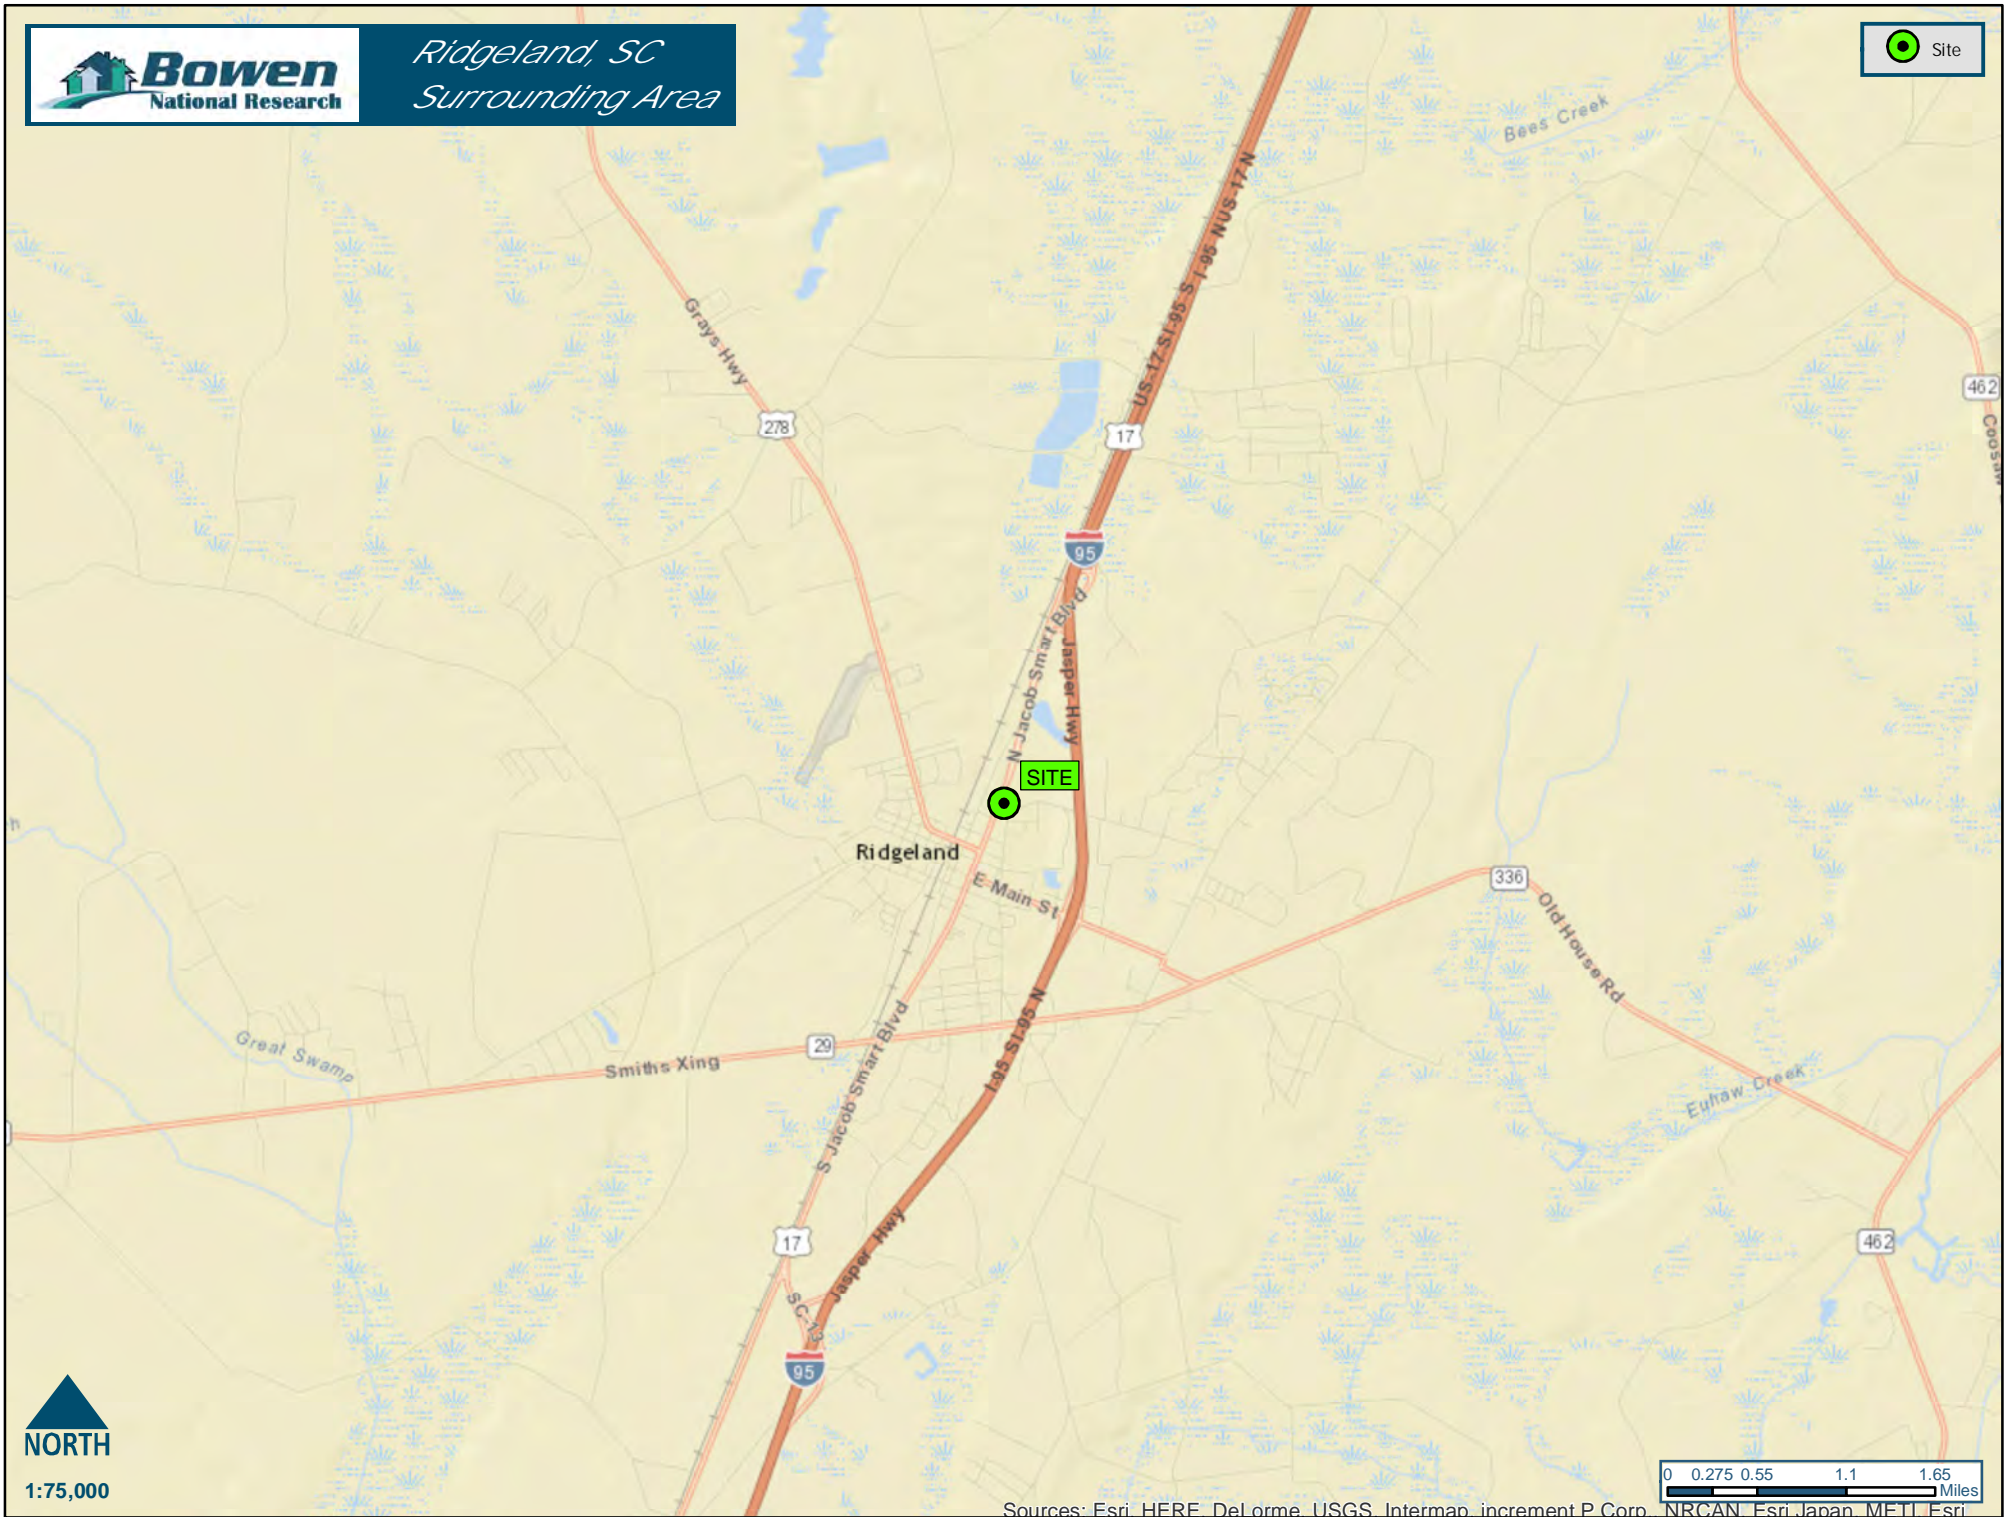 Bowen
National Research
Ridgeland, SC
Surrounding Area
Site
Bees Creek
US-17 S I-95 S I-95 N US-17 N
Grays Hwy
462
278
17
95
N Jacob Smart Blvd
Jasper Hwy
SITE
Ridgeland
E Main St
336
Old House Rd
I-95 S I-95 N
S Jacob Smart Blvd
29
Smiths Xing
Great Swamp
Euhaw Creek
17
462
Jasper Hwy
SC-13
95
NORTH
1:75,000
0 0.275 0.55 1.1 1.65
Miles
Sources: Esri, HERE, DeLorme, USGS, Intermap, increment P Corp., NRCAN, Esri Japan, METI, Esri